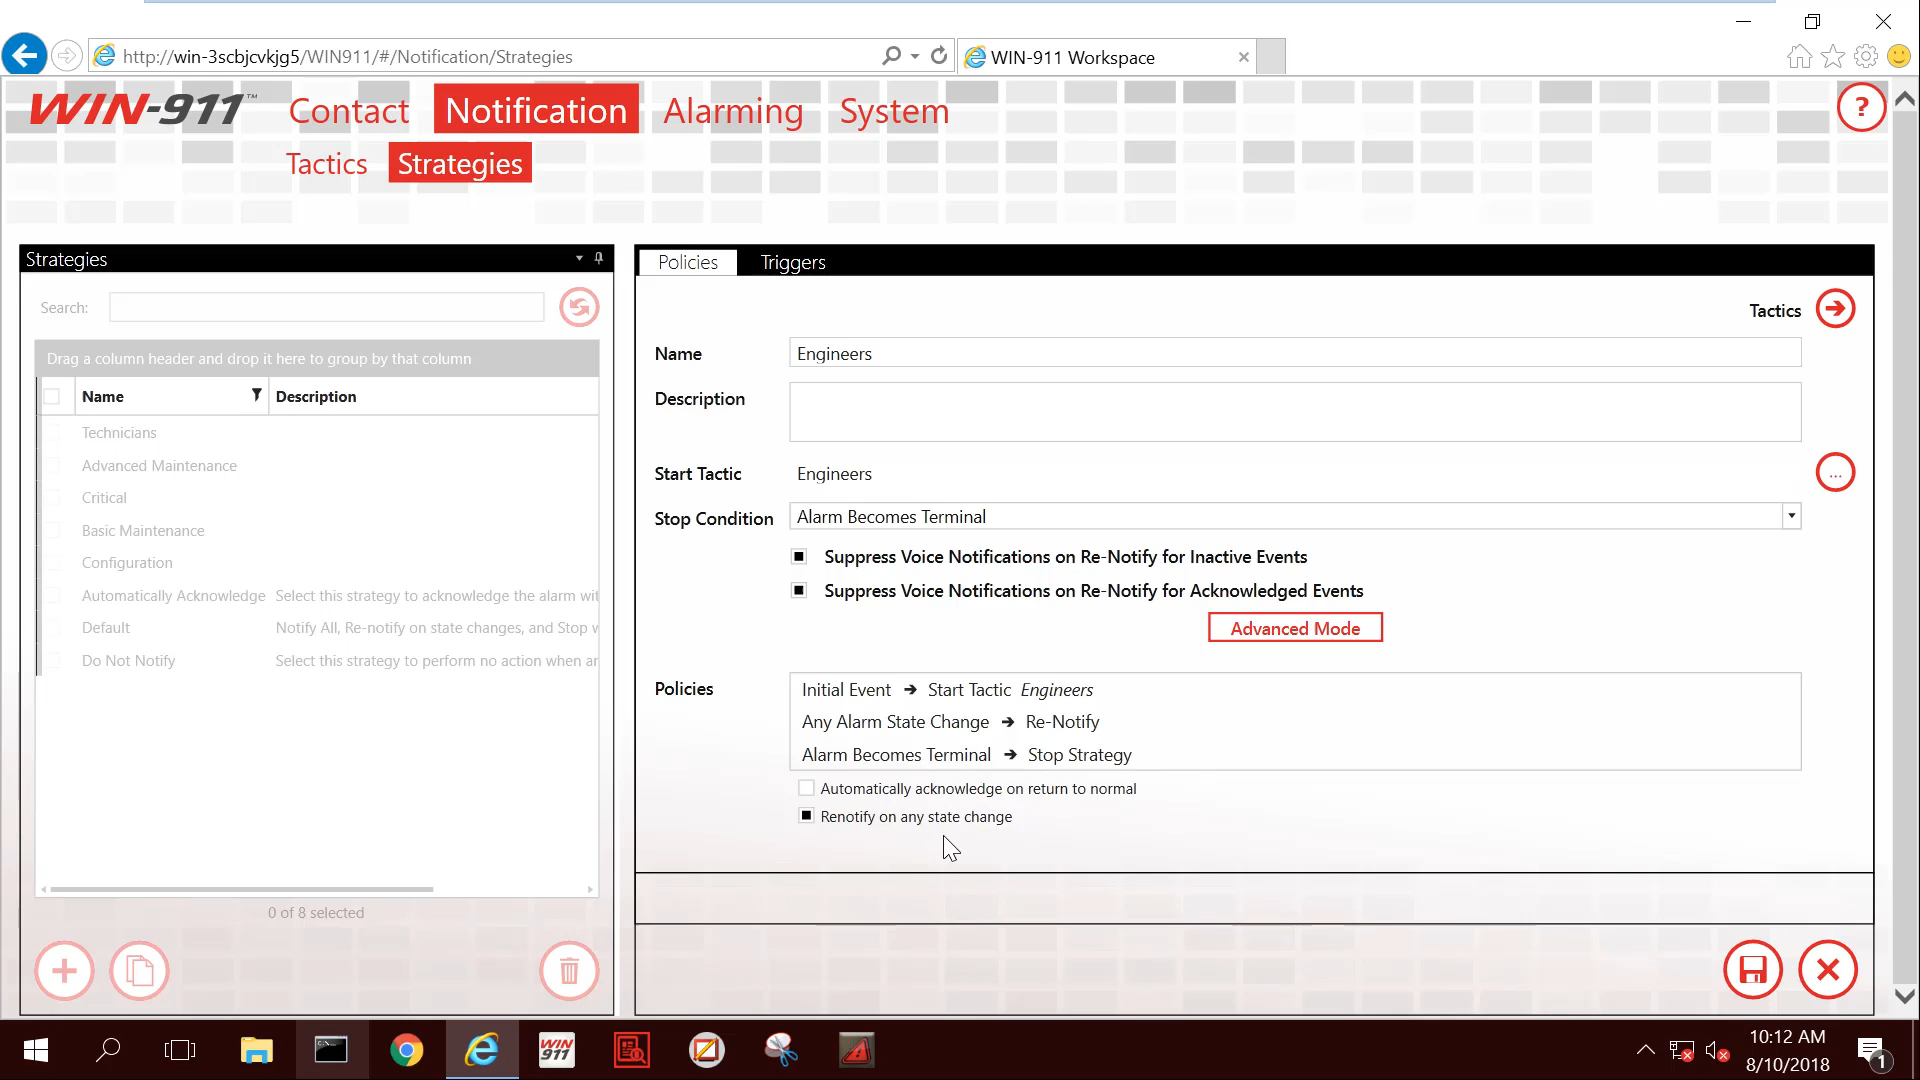 http://win-3scbjcvkjg5/WIN911/#/Notification/Strategies
WIN-911 Workspace
WIN-911™
Contact Notification Alarming System
?
Tactics Strategies
Strategies
Search:
Drag a column header and drop it here to group by that column
Name Description
Technicians
Advanced Maintenance
Critical
Basic Maintenance
Configuration
Automatically Acknowledge Select this strategy to acknowledge the alarm wit
Default Notify All, Re-notify on state changes, and Stop w
Do Not Notify Select this strategy to perform no action when ar
0 of 8 selected
Policies Triggers
Tactics
Name Engineers
Description
Start Tactic Engineers
...
Stop Condition Alarm Becomes Terminal
Suppress Voice Notifications on Re-Notify for Inactive Events
Suppress Voice Notifications on Re-Notify for Acknowledged Events
Advanced Mode
Policies
Initial Event → Start Tactic Engineers
Any Alarm State Change → Re-Notify
Alarm Becomes Terminal → Stop Strategy
Automatically acknowledge on return to normal
Renotify on any state change
WIN
911
10:12 AM
8/10/2018
1